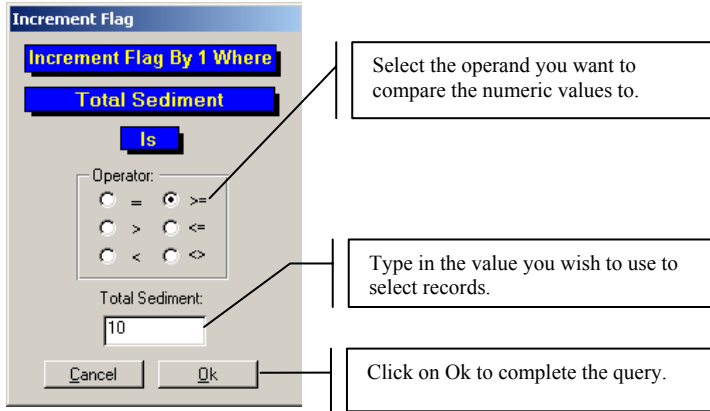 Increment Flag
Increment Flag By 1 Where
Total Sediment
Is
Operator:
= >=
> <=
< <>
Total Sediment:
10
Cancel Ok
Select the operand you want to
compare the numeric values to.
Type in the value you wish to use to
select records.
Click on Ok to complete the query.